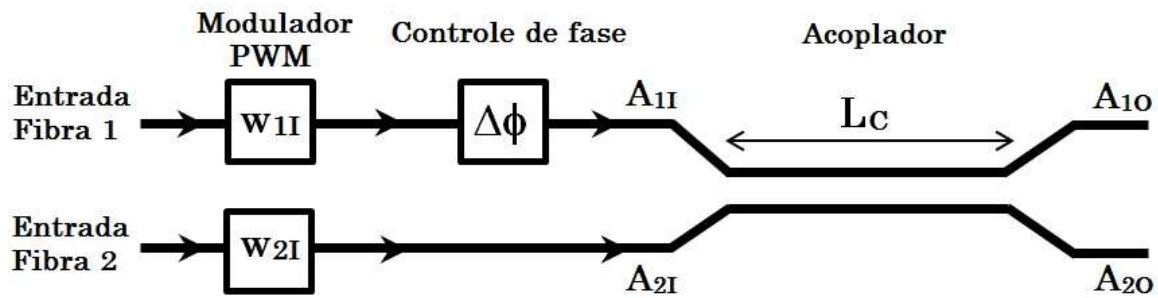 Modulador
PWM
Controle de fase
Acoplador
Entrada
Fibra 1
w1I
Δϕ
A1I
LC
A1O
Entrada
Fibra 2
w2I
A2I
A2O